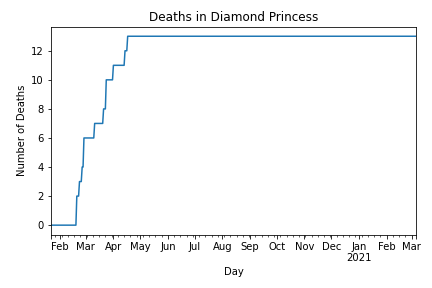 Deaths in Diamond Princess
Number of Deaths
12
10
8
6
4
2
0
Feb Mar Apr May Jun Jul Aug Sep Oct Nov Dec Jan Feb Mar
2021
Day